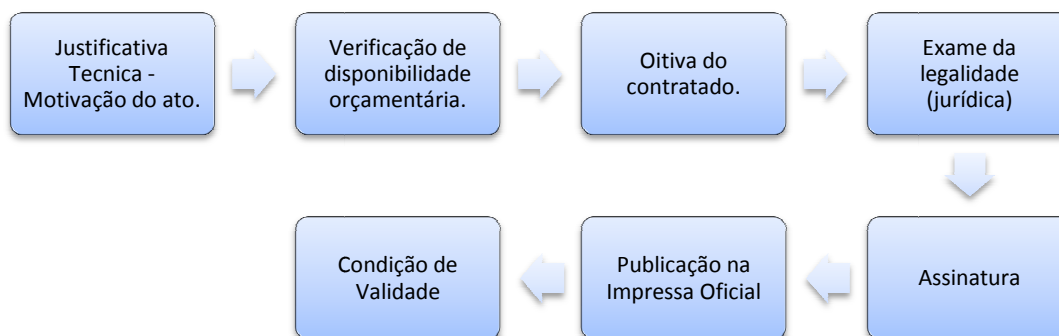 Justificativa
Tecnica -
Motivação do ato.
Verificação de
disponibilidade
orçamentária.
Oitiva do
contratado.
Exame da
legalidade
(jurídica)
Assinatura
Publicação na
Impressa Oficial
Condição de
Validade